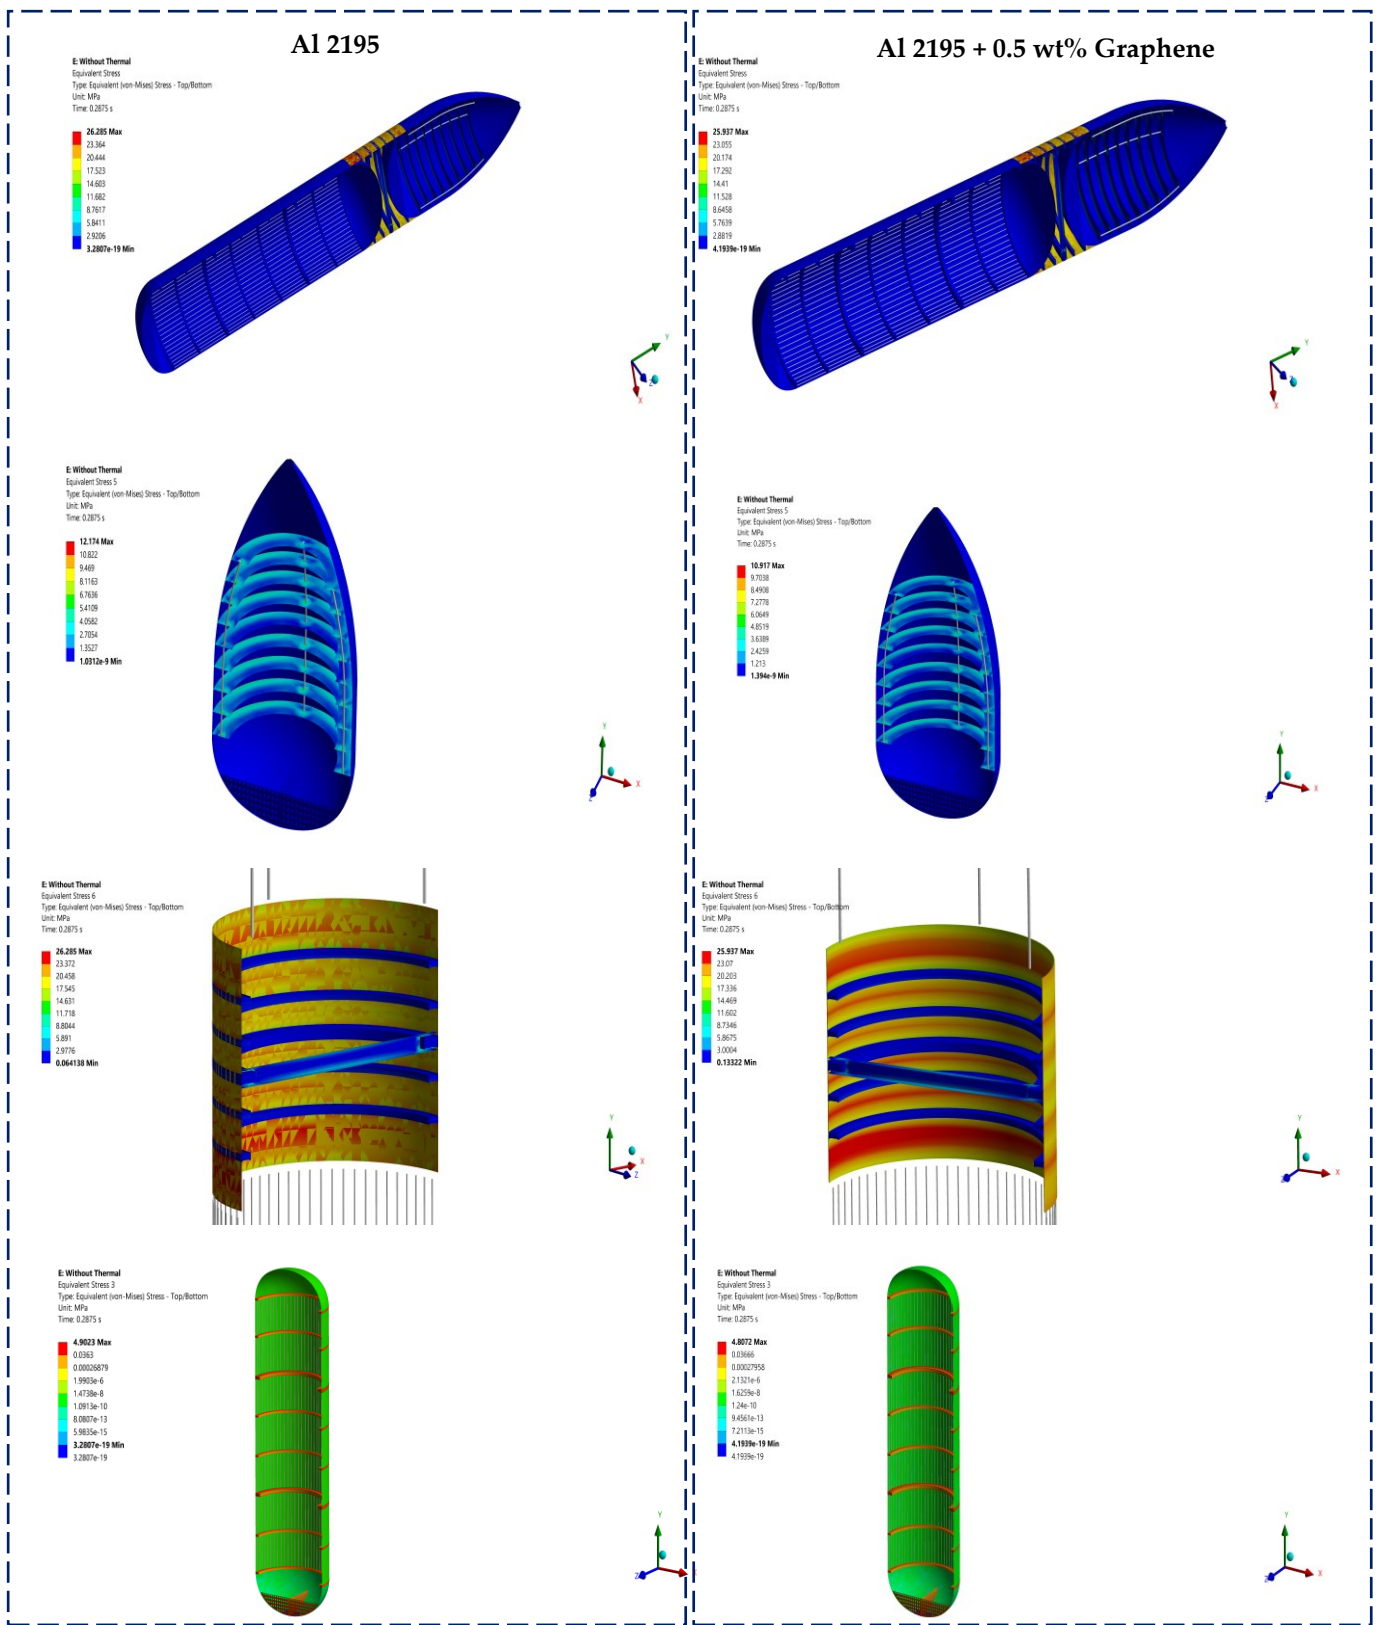 Al 2195
E: Without Thermal
Equivalent Stress
Type: Equivalent (von-Mises) Stress - Top/Bottom
Unit: MPa
Time: 0.2875 s
26.285 Max
23.364
20.444
17.523
14.603
11.682
8.7617
5.8411
2.9206
3.2807e-19 Min
Y
Z
X
E: Without Thermal
Equivalent Stress 5
Type: Equivalent (von-Mises) Stress - Top/Bottom
Unit: MPa
Time: 0.2875 s
12.174 Max
10.822
9.469
8.1163
6.7636
5.4109
4.0582
2.7054
1.3527
1.0312e-9 Min
Y
X
Z
E: Without Thermal
Equivalent Stress 6
Type: Equivalent (von-Mises) Stress - Top/Bottom
Unit: MPa
Time: 0.2875 s
26.285 Max
23.372
20.458
17.545
14.631
11.718
8.8044
5.891
2.9776
0.064138 Min
Y
X
Z
E: Without Thermal
Equivalent Stress 3
Type: Equivalent (von-Mises) Stress - Top/Bottom
Unit: MPa
Time: 0.2875 s
4.9023 Max
0.0363
0.00026879
1.9903e-6
1.4738e-8
1.0913e-10
8.0807e-13
5.9835e-15
3.2807e-19 Min
3.2807e-19
Y
Z
Al 2195 + 0.5 wt% Graphene
E: Without Thermal
Equivalent Stress
Type: Equivalent (von-Mises) Stress - Top/Bottom
Unit: MPa
Time: 0.2875 s
25.937 Max
23.055
20.174
17.292
14.41
11.528
8.6458
5.7639
2.8819
4.1939e-19 Min
Y
Z
X
E: Without Thermal
Equivalent Stress 5
Type: Equivalent (von-Mises) Stress - Top/Bottom
Unit: MPa
Time: 0.2875 s
10.917 Max
9.7038
8.4908
7.2778
6.0649
4.8519
3.6389
2.4259
1.213
1.394e-9 Min
Y
X
Z
E: Without Thermal
Equivalent Stress 6
Type: Equivalent (von-Mises) Stress - Top/Bottom
Unit: MPa
Time: 0.2875 s
25.937 Max
23.07
20.203
17.336
14.469
11.602
8.7346
5.8675
3.0004
0.13322 Min
Y
X
Z
E: Without Thermal
Equivalent Stress 3
Type: Equivalent (von-Mises) Stress - Top/Bottom
Unit: MPa
Time: 0.2875 s
4.8072 Max
0.03666
0.00027958
2.1321e-6
1.6259e-8
1.24e-10
9.4561e-13
7.2113e-15
4.1939e-19 Min
4.1939e-19
Y
X
Z